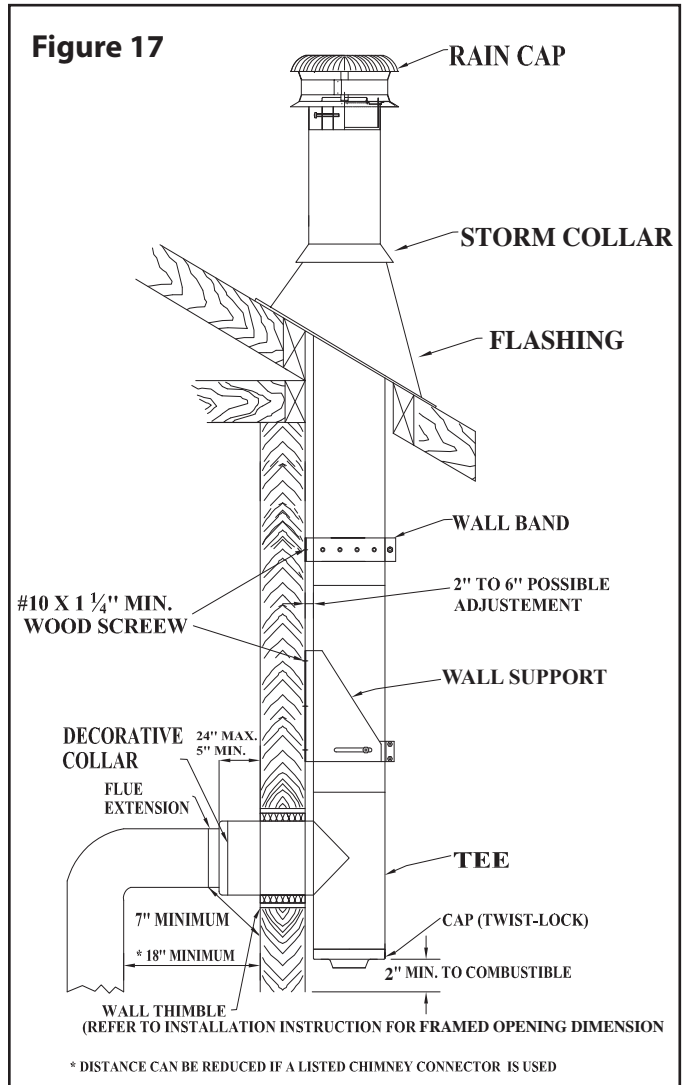 Figure 17
RAIN CAP
STORM COLLAR
FLASHING
WALL BAND
#10 X 1 ¼" MIN.
WOOD SCREEW
2" TO 6" POSSIBLE
ADJUSTEMENT
WALL SUPPORT
DECORATIVE
COLLAR
24" MAX.
5" MIN.
FLUE
EXTENSION
TEE
7" MINIMUM
CAP (TWIST-LOCK)
* 18" MINIMUM
2" MIN. TO COMBUSTIBLE
WALL THIMBLE
(REFER TO INSTALLATION INSTRUCTION FOR FRAMED OPENING DIMENSION
* DISTANCE CAN BE REDUCED IF A LISTED CHIMNEY CONNECTOR IS USED